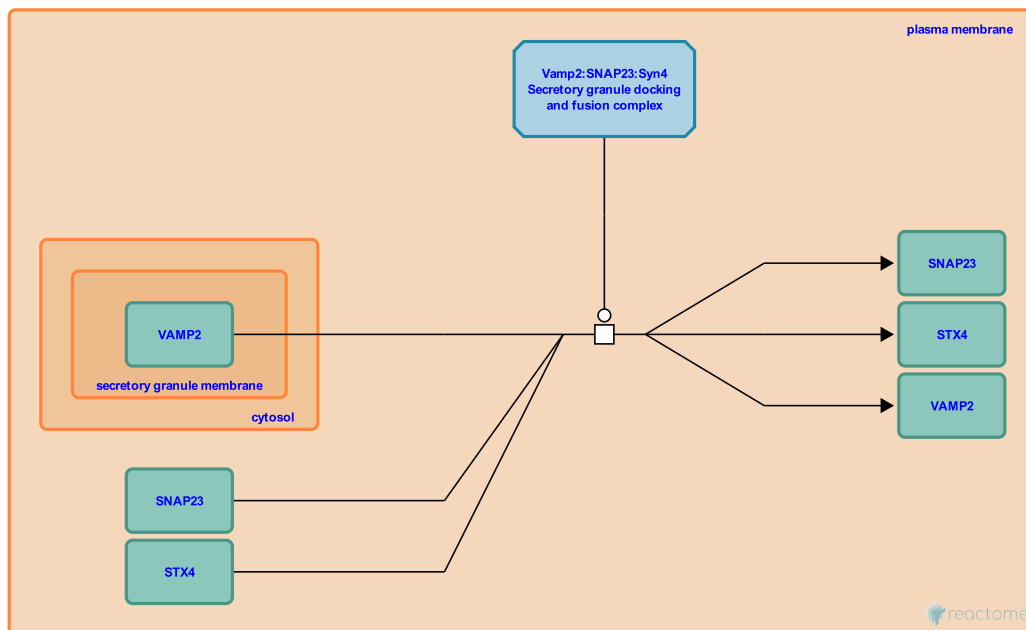 plasma membrane
Vamp2:SNAP23:Syn4
Secretory granule docking
and fusion complex
SNAP23
VAMP2
STX4
secretory granule membrane
VAMP2
cytosol
SNAP23
STX4
reactome